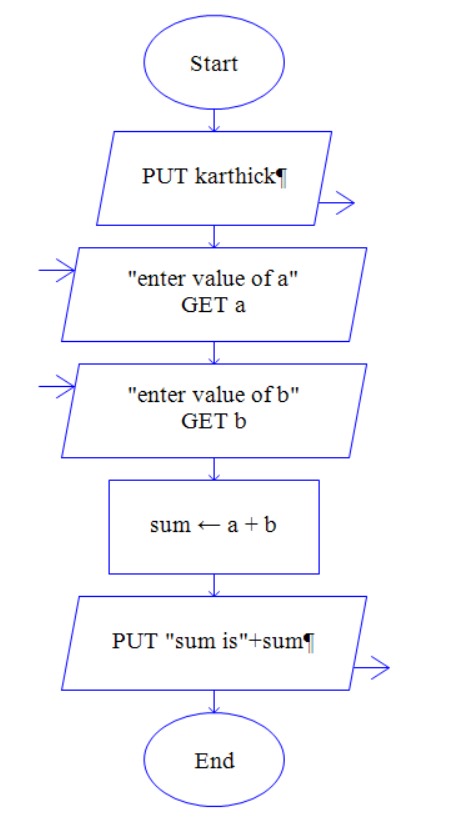 Start
PUT karthick¶
"enter value of a"
GET a
"enter value of b"
GET b
sum ← a + b
PUT "sum is"+sum¶
End